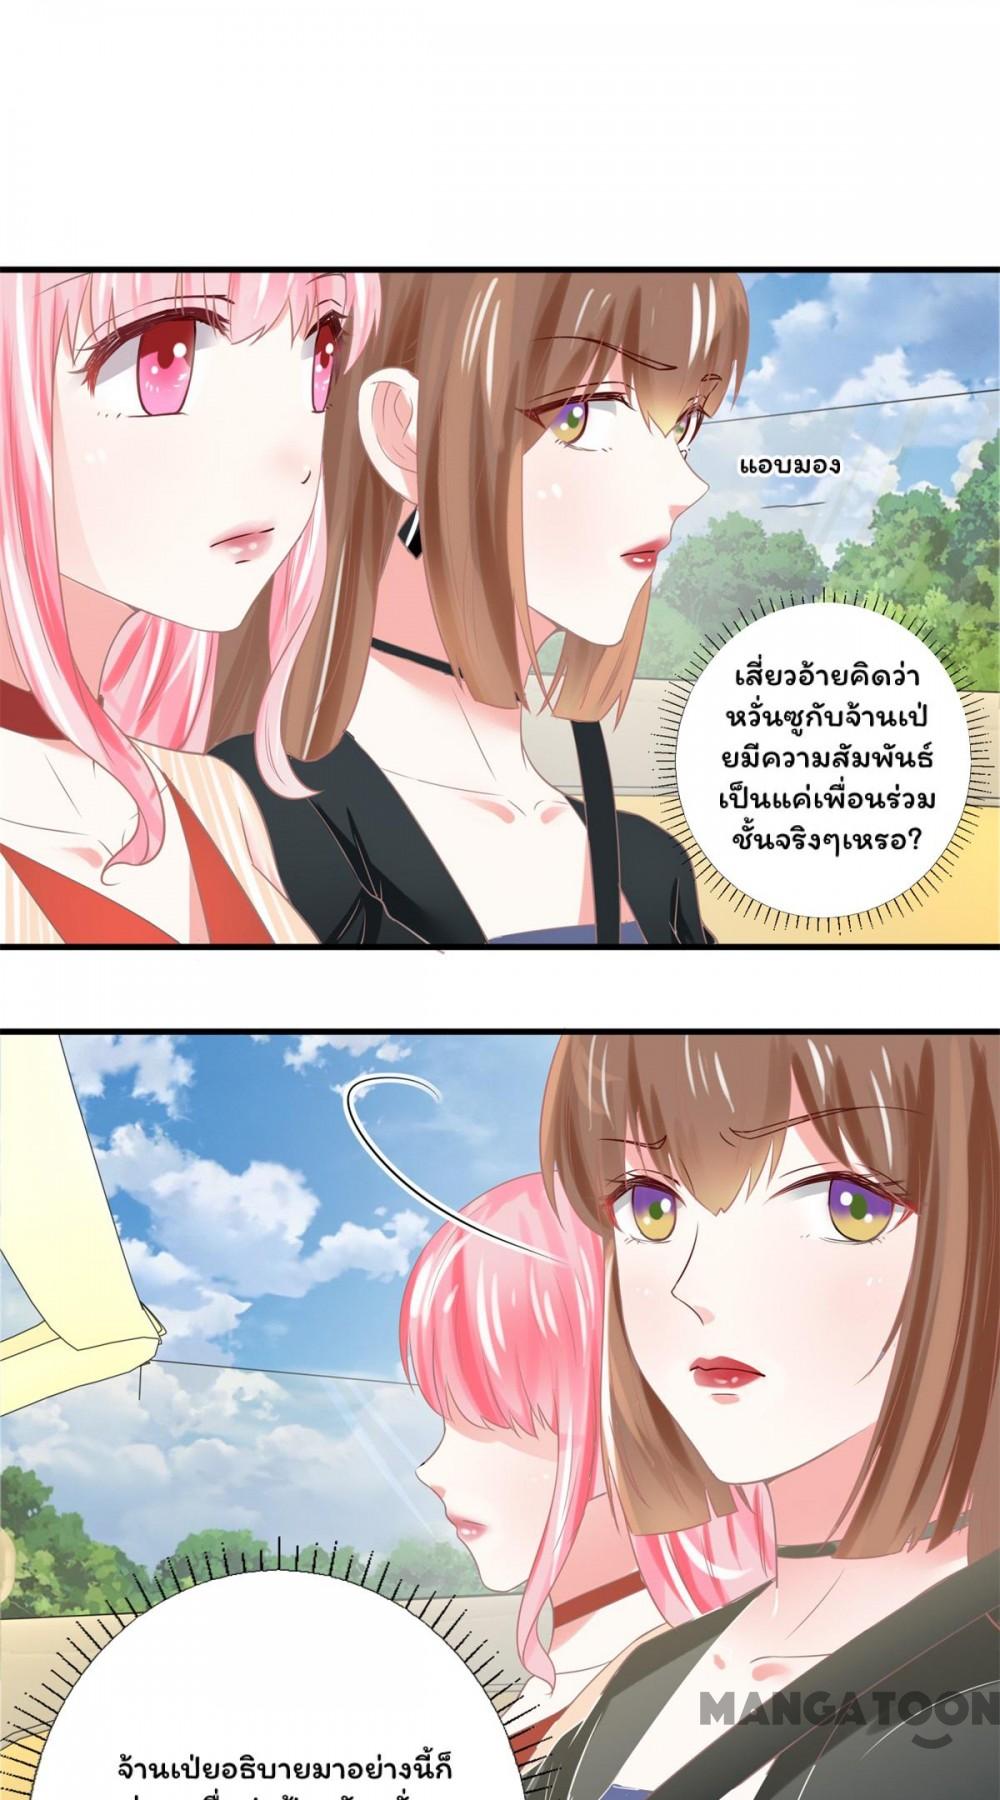 แอบมอง
เสี่ยวอ้ายคิดว่า
หวั่นซูกับจ้านเป่
ยมีความสัมพันธ์
เป็นแค่เพื่อนร่วม
ชั้นจริงๆเหรอ?
MANGATOON
จ้านเป่ยอธิบายมาอย่างนี้ก็